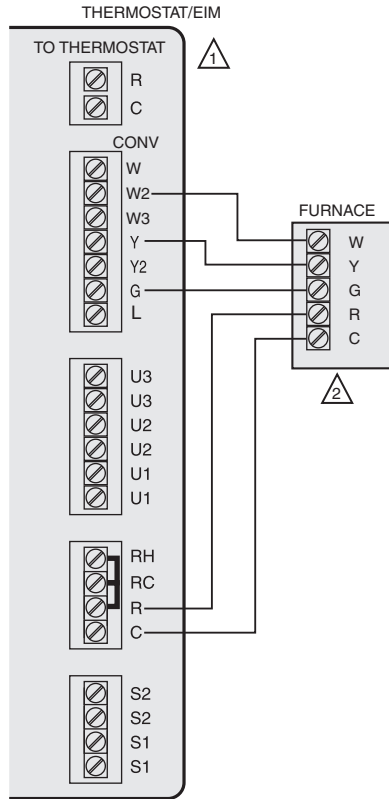 THERMOSTAT/EIM
TO THERMOSTAT
1
R
C
CONV
W
W2
W3
Y
Y2
G
L
FURNACE
W
Y
G
R
C
2
U3
U3
U2
U2
U1
U1
RH
RC
R
C
S2
S2
S1
S1